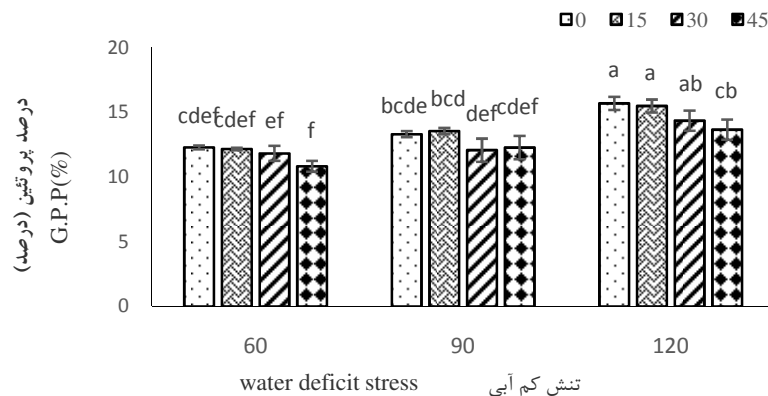 0 15 30 45
20
15
10
5
0
درصد پروتئین (درصد)
G.P.P(%)
cdef cdef ef f
bcde bcd def cdef
a a ab cb
60 90 120
water deficit stress تنش کم آبی